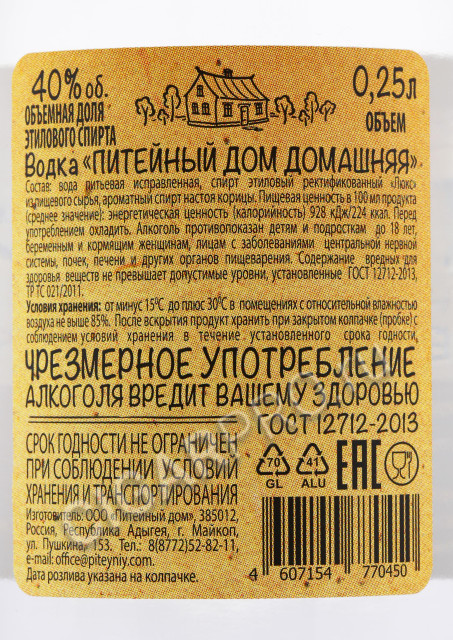 40% об.
ОБЪЕМНАЯ ДОЛЯ
ЭТИЛОВОГО СПИРТА
0,25л
ОБЪЕМ
Водка «ПИТЕЙНЫЙ ДОМ ДОМАШНЯЯ»
Состав: вода питьевая исправленная, спирт этиловый ректификованный «Люкс»
из пищевого сырья, ароматный спирт настоя корицы. Пищевая ценность в 100 мл продукта
(среднее значение): энергетическая ценность (калорийность) 928 кДж/224 ккал. Перед
употреблением охладить. Алкоголь противопоказан детям и подросткам до 18 лет,
беременным и кормящим женщинам, лицам с заболеваниями центральной нервной
системы, почек, печени и других органов пищеварения. Содержание вредных для
здоровья веществ не превышает допустимые уровни, установленные ГОСТ 12712-2013,
ТР ТС 021/2011.
Условия хранения: от минус 15°С до плюс 30°С в помещениях с относительной влажностью
воздуха не выше 85%. После вскрытия продукт хранить при закрытом колпачке (пробке) с
соблюдением условий хранения в течение установленного срока годности.
ЧРЕЗМЕРНОЕ УПОТРЕБЛЕНИЕ
АЛКОГОЛЯ ВРЕДИТ ВАШЕМУ ЗДОРОВЬЮ
ГОСТ 12712-2013
СРОК ГОДНОСТИ НЕ ОГРАНИЧЕН
ПРИ СОБЛЮДЕНИИ УСЛОВИЙ
ХРАНЕНИЯ И ТРАНСПОРТИРОВАНИЯ
Изготовитель: ООО «Питейный дом», 385012,
Россия, Республика Адыгея, г. Майкоп,
ул. Пушкина, 153. Тел.: 8(8772)52-82-11,
e-mail: office@piteyniy.com.
Дата розлива указана на колпачке.
70
GL
41
ALU
EAC
4 607154 770450